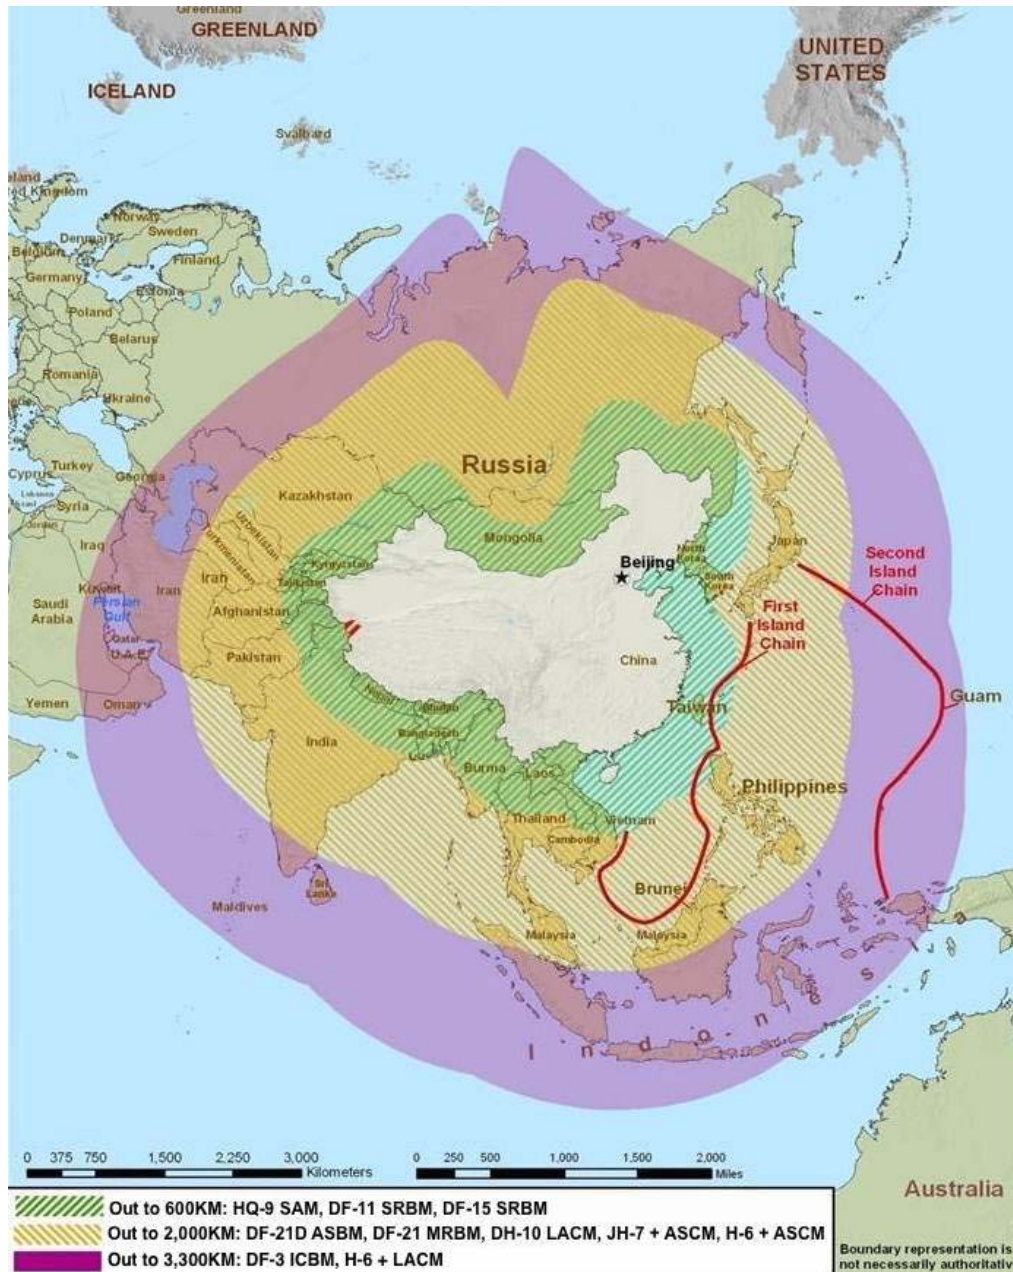 Greenland
GREENLAND
UNITED
STATES
ICELAND
Svalbard
eland
ed Kingdom
Norway
Sweden
Denmark
Finland
Belgium
Germany
Estonia
Poland
Belarus
Romania
Ukraine
Russia
Cyprus
Turkey
Georgia
Kazakhstan
Lebanon
Israel
Syria
Jordan
Iraq
Uzbekistan
Turkmenistan
Mongolia
Japan
Second
Island
Chain
North
Korea
Beijing
Kyrgyzstan
Tajikistan
South
Korea
Kuwait
Iran
Iran
Persian
Gulf
Saudi
Arabia
Afghanistan
First
Island
Chain
Qatar
U.A.E
Pakistan
China
Nepal
Bhutan
Yemen
Oman
Taiwan
Guam
Bangladesh
India
Burma
Laos
Philippines
Thailand
Vietnam
Cambodia
Sri
Lanka
Brunei
Maldives
Malaysia
Malaysia
Indonesia
0 375 750 1,500 2,250 3,000
Kilometers
0 250 500 1,000 1,500 2,000
Miles
Australia
Out to 600KM: HQ-9 SAM, DF-11 SRBM, DF-15 SRBM
Out to 2,000KM: DF-21D ASBM, DF-21 MRBM, DH-10 LACM, JH-7 + ASCM, H-6 + ASCM
Out to 3,300KM: DF-3 ICBM, H-6 + LACM
Boundary representation is
not necessarily authoritativ